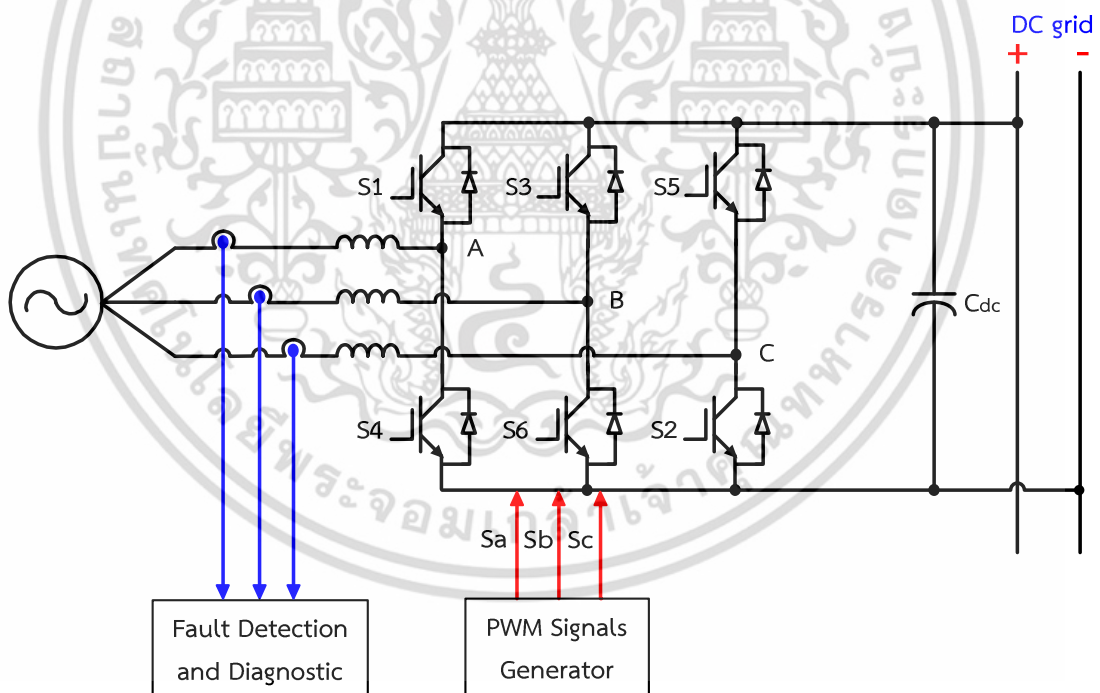 DC grid
+ -
S1
S3
S5
A
B
C
Cdc
S4
S6
S2
Sa Sb Sc
Fault Detection
and Diagnostic
PWM Signals
Generator